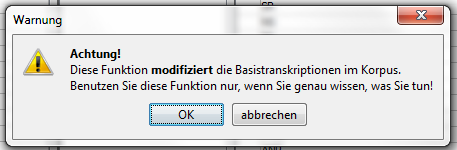 Warnung
Achtung!
Diese Funktion modifiziert die Basistranskriptionen im Korpus.
Benutzen Sie diese Funktion nur, wenn Sie genau wissen, was Sie tun!
OK
abbrechen